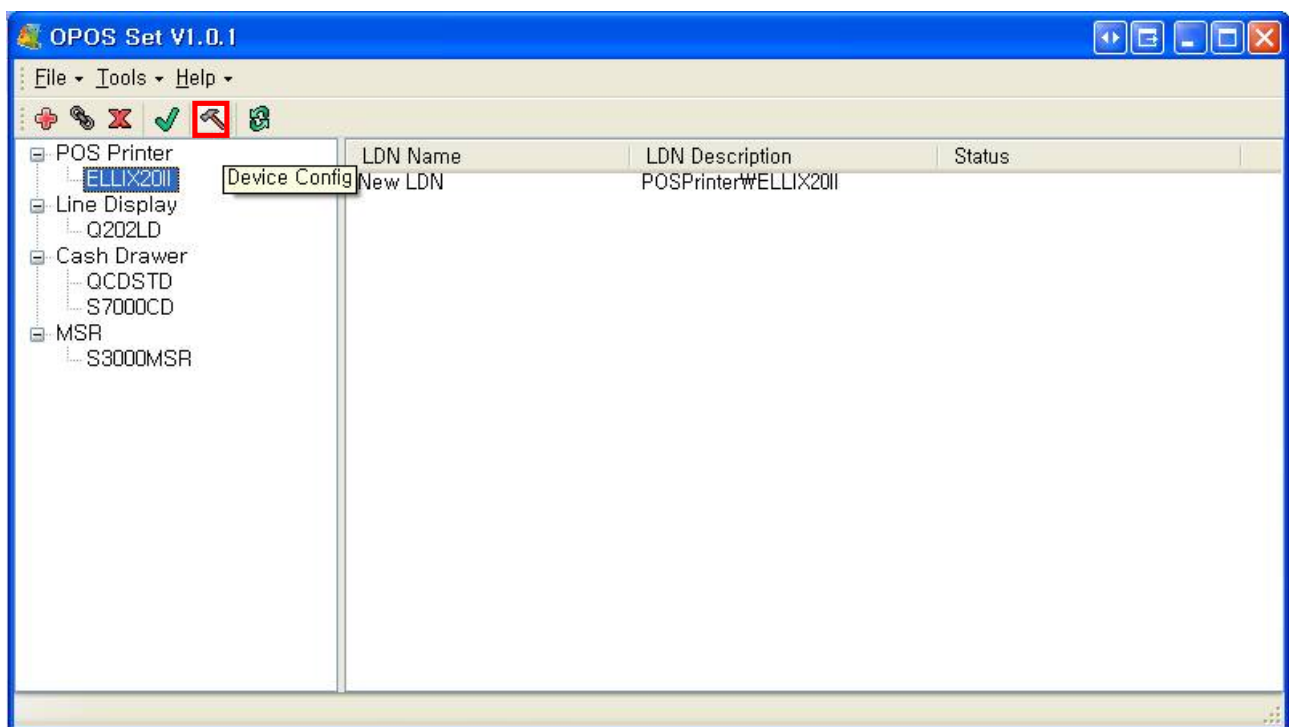 OPOS Set V1.0.1
File Tools Help
POS Printer
ELLIX20II
Device Config
Line Display
Q202LD
Cash Drawer
QCDSTD
S7000CD
MSR
S3000MSR
LDN Name LDN Description Status
New LDN POSPrinter₩ELLIX20II